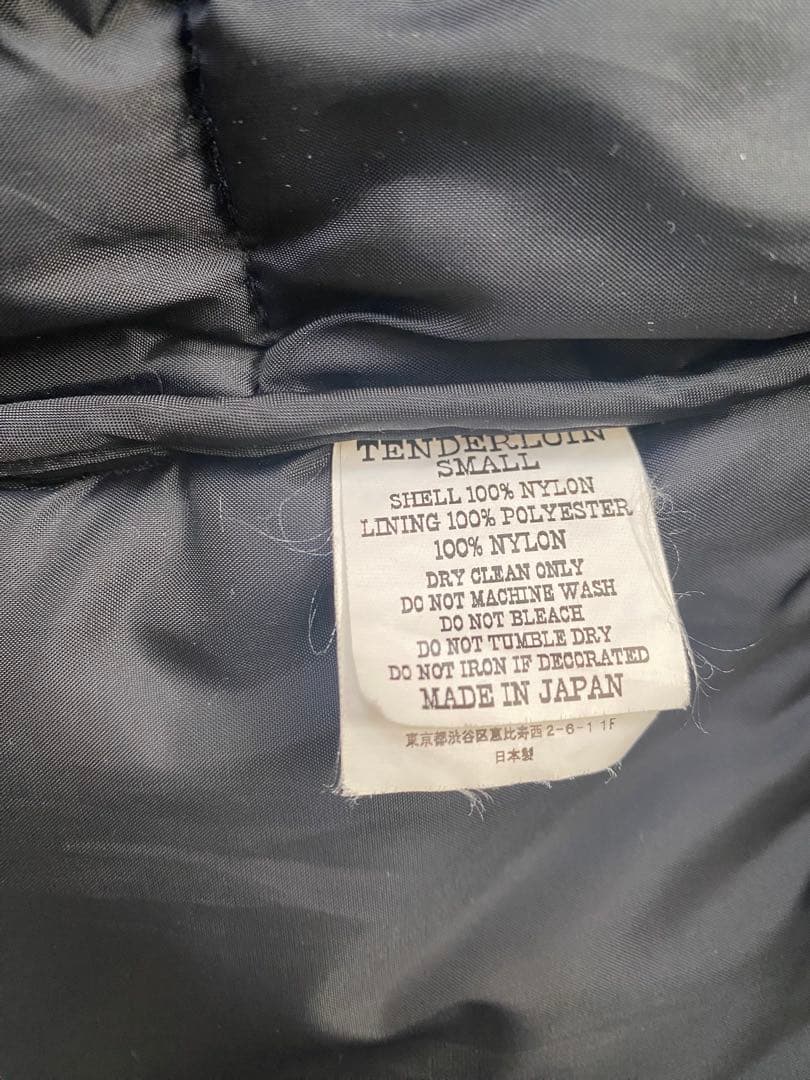 TENDERLOIN
SMALL
SHELL 100% NYLON
LINING 100% POLYESTER
100% NYLON
DRY CLEAN ONLY
DO NOT MACHINE WASH
DO NOT BLEACH
DO NOT TUMBLE DRY
DO NOT IRON IF DECORATED
MADE IN JAPAN
東京都渋谷区恵比寿西2-6-1 1F
日本製